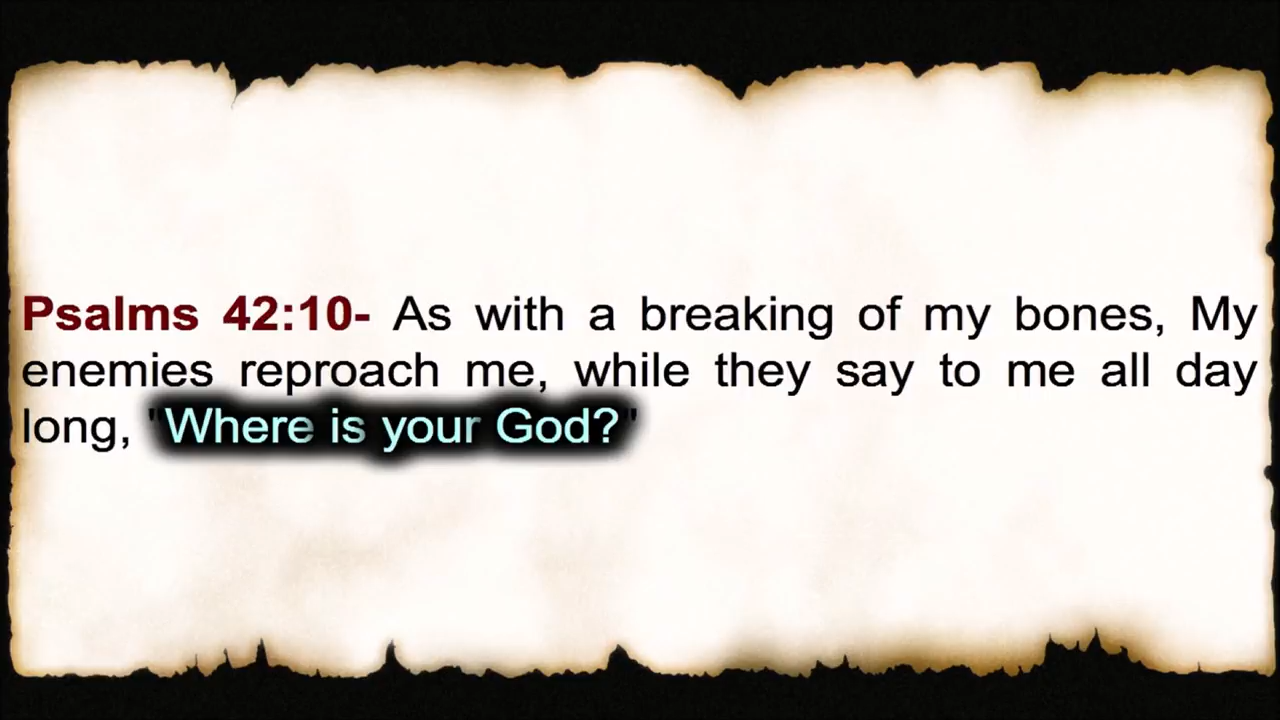 Psalms 42:10- As with a breaking of my bones, My
enemies reproach me, while they say to me all day
long, "Where is your God?"